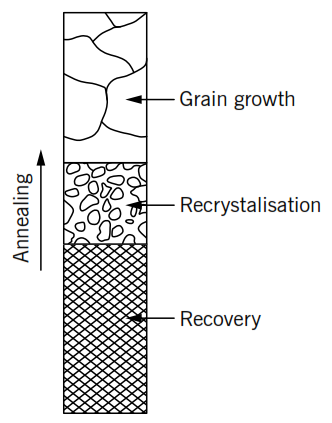 Grain growth
Recrystalisation
Annealing
Recovery